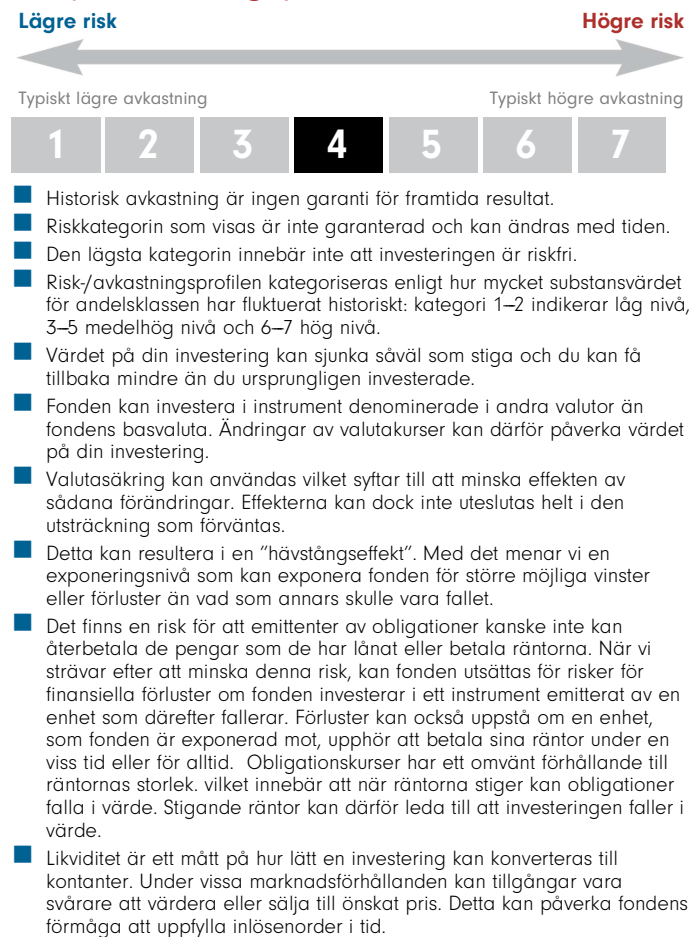 Lägre risk Högre risk
Typiskt lägre avkastning Typiskt högre avkastning
1 2 3 4 5 6 7
Historisk avkastning är ingen garanti för framtida resultat.
Riskkategorin som visas är inte garanterad och kan ändras med tiden.
Den lägsta kategorin innebär inte att investeringen är riskfri.
Risk-/avkastningsprofilen kategoriseras enligt hur mycket substansvärdet
för andelsklassen har fluktuerat historiskt: kategori 1–2 indikerar låg nivå,
3–5 medelhög nivå och 6–7 hög nivå.
Värdet på din investering kan sjunka såväl som stiga och du kan få
tillbaka mindre än du ursprungligen investerade.
Fonden kan investera i instrument denominerade i andra valutor än
fondens basvaluta. Ändringar av valutakurser kan därför påverka värdet
på din investering.
Valutasäkring kan användas vilket syftar till att minska effekten av
sådana förändringar. Effekterna kan dock inte uteslutas helt i den
utsträckning som förväntas.
Detta kan resultera i en ”hävstångseffekt”. Med det menar vi en
exponeringsnivå som kan exponera fonden för större möjliga vinster
eller förluster än vad som annars skulle vara fallet.
Det finns en risk för att emittenter av obligationer kanske inte kan
återbetala de pengar som de har lånat eller betala räntorna. När vi
strävar efter att minska denna risk, kan fonden utsättas för risker för
finansiella förluster om fonden investerar i ett instrument emitterat av en
enhet som därefter fallerar. Förluster kan också uppstå om en enhet,
som fonden är exponerad mot, upphör att betala sina räntor under en
viss tid eller för alltid. Obligationskurser har ett omvänt förhållande till
räntornas storlek. vilket innebär att när räntorna stiger kan obligationer
falla i värde. Stigande räntor kan därför leda till att investeringen faller i
värde.
Likviditet är ett mått på hur lätt en investering kan konverteras till
kontanter. Under vissa marknadsförhållanden kan tillgångar vara
svårare att värdera eller sälja till önskat pris. Detta kan påverka fondens
förmåga att uppfylla inlösenorder i tid.